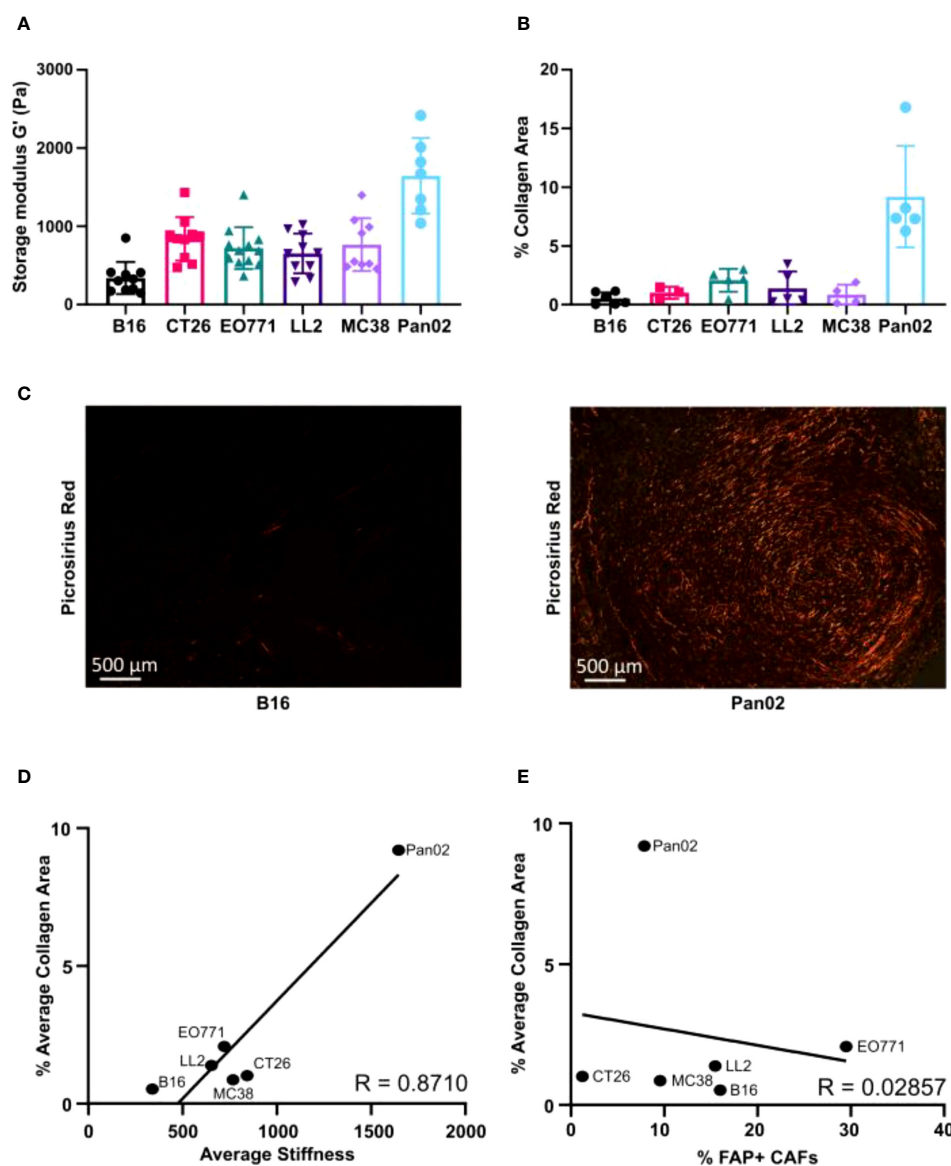 A
Storage modulus G' (Pa)
3000
2000
1000
0
B16 CT26 EO771 LL2 MC38 Pan02
B
% Collagen Area
20
15
10
5
0
B16 CT26 EO771 LL2 MC38 Pan02
C
Picrosirius Red
500 µm
B16
Picrosirius Red
500 µm
Pan02
D
% Average Collagen Area
10
5
0
Pan02
EO771
LL2
CT26
B16
MC38
R = 0.8710
0 500 1000 1500 2000
Average Stiffness
E
% Average Collagen Area
10
5
0
Pan02
EO771
LL2
CT26
MC38
B16
R = 0.02857
0 10 20 30 40
% FAP+ CAFs